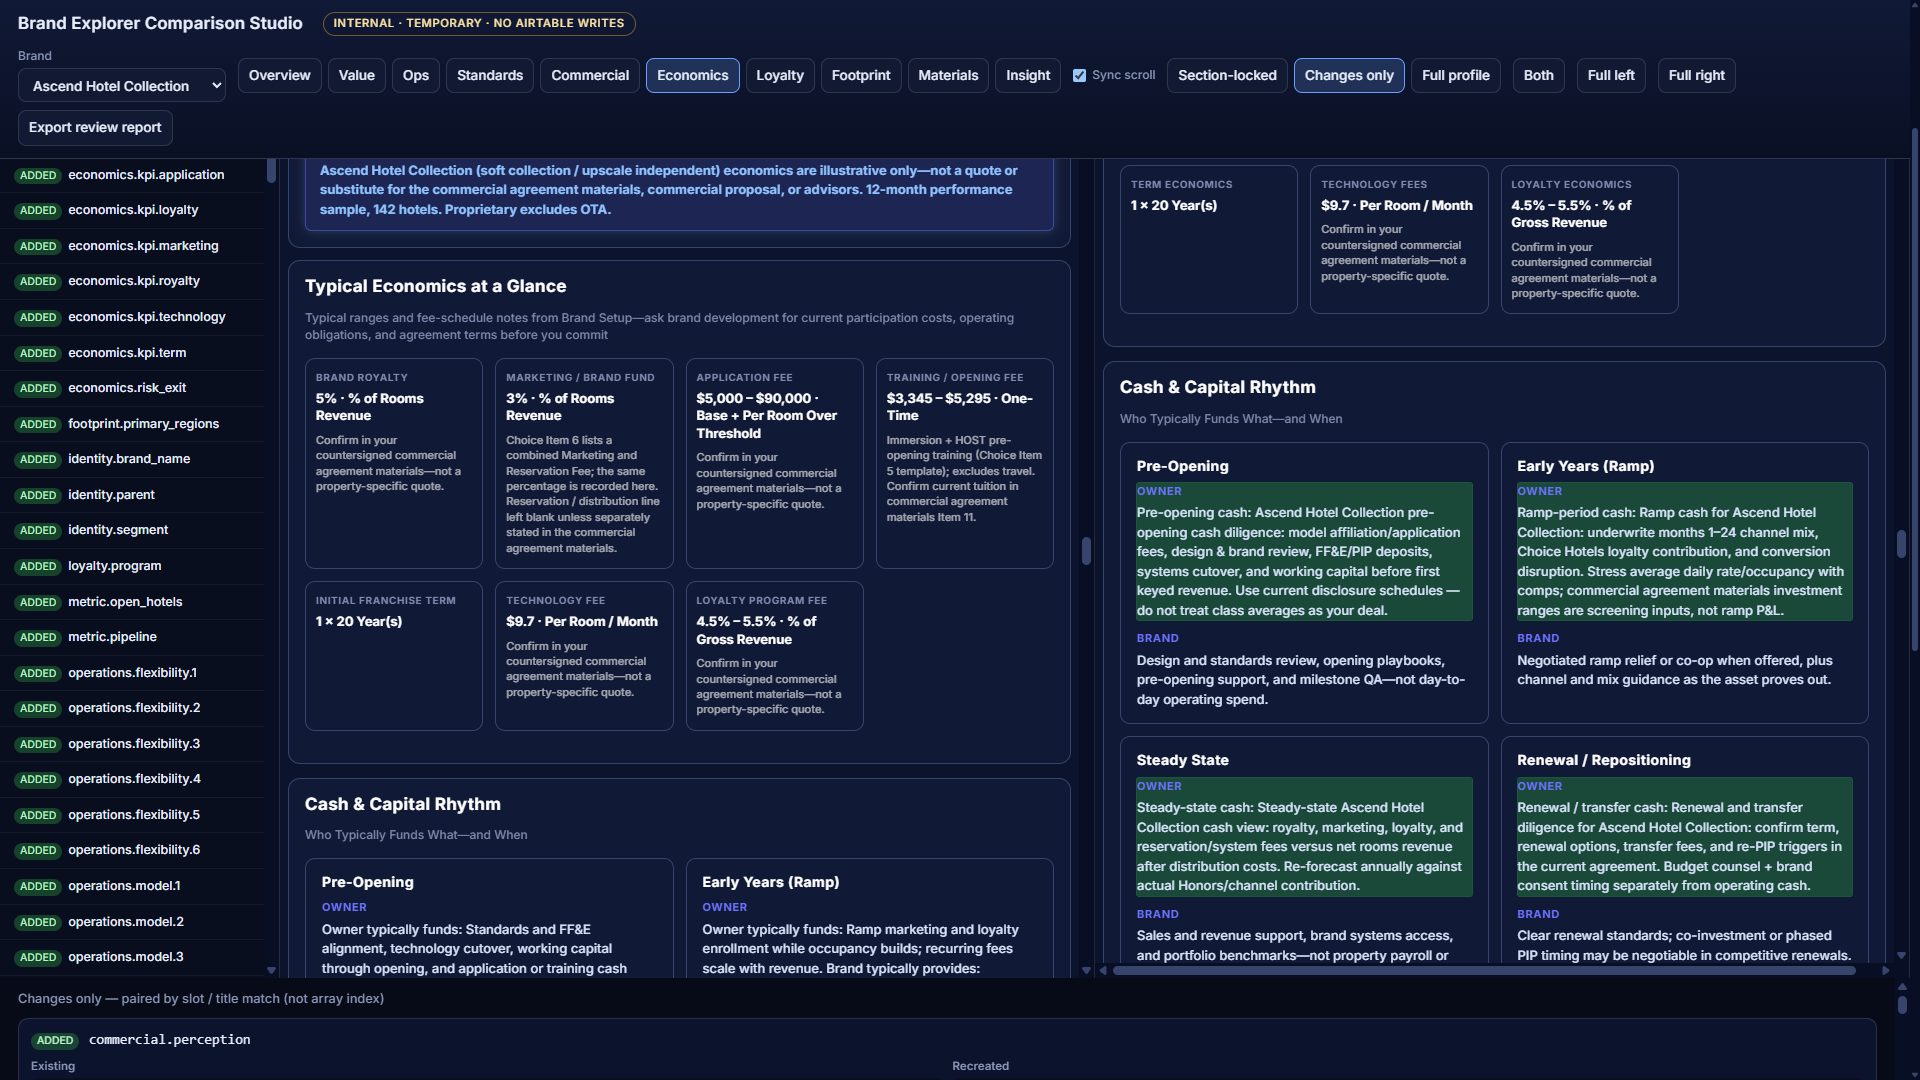 Brand Explorer Comparison Studio
INTERNAL · TEMPORARY · NO AIRTABLE WRITES
Brand
Ascend Hotel Collection
Overview
Value
Ops
Standards
Commercial
Economics
Loyalty
Footprint
Materials
Insight
Sync scroll
Section-locked
Changes only
Full profile
Both
Full left
Full right
Export review report
ADDED economics.kpi.application
ADDED economics.kpi.loyalty
ADDED economics.kpi.marketing
ADDED economics.kpi.royalty
ADDED economics.kpi.technology
ADDED economics.kpi.term
ADDED economics.risk_exit
ADDED footprint.primary_regions
ADDED identity.brand_name
ADDED identity.parent
ADDED identity.segment
ADDED loyalty.program
ADDED metric.open_hotels
ADDED metric.pipeline
ADDED operations.flexibility.1
ADDED operations.flexibility.2
ADDED operations.flexibility.3
ADDED operations.flexibility.4
ADDED operations.flexibility.5
ADDED operations.flexibility.6
ADDED operations.model.1
ADDED operations.model.2
ADDED operations.model.3
Ascend Hotel Collection (soft collection / upscale independent) economics are illustrative only—not a quote or
substitute for the commercial agreement materials, commercial proposal, or advisors. 12-month performance
sample, 142 hotels. Proprietary excludes OTA.
Typical Economics at a Glance
Typical ranges and fee-schedule notes from Brand Setup—ask brand development for current participation costs, operating
obligations, and agreement terms before you commit
BRAND ROYALTY
5% · % of Rooms
Revenue
Confirm in your
countersigned commercial
agreement materials—not a
property-specific quote.
MARKETING / BRAND FUND
3% · % of Rooms
Revenue
Choice Item 6 lists a
combined Marketing and
Reservation Fee; the same
percentage is recorded here.
Reservation / distribution line
left blank unless separately
stated in the commercial
agreement materials.
APPLICATION FEE
$5,000 – $90,000 ·
Base + Per Room Over
Threshold
Confirm in your
countersigned commercial
agreement materials—not a
property-specific quote.
TRAINING / OPENING FEE
$3,345 – $5,295 · One-
Time
Immersion + HOST pre-
opening training (Choice Item
5 template); excludes travel.
Confirm current tuition in
commercial agreement
materials Item 11.
INITIAL FRANCHISE TERM
1 × 20 Year(s)
TECHNOLOGY FEE
$9.7 · Per Room / Month
Confirm in your
countersigned commercial
agreement materials—not a
property-specific quote.
LOYALTY PROGRAM FEE
4.5% – 5.5% · % of
Gross Revenue
Confirm in your
countersigned commercial
agreement materials—not a
property-specific quote.
Cash & Capital Rhythm
Who Typically Funds What—and When
Pre-Opening
OWNER
Owner typically funds: Standards and FF&E
alignment, technology cutover, working capital
through opening, and application or training cash
Early Years (Ramp)
OWNER
Owner typically funds: Ramp marketing and loyalty
enrollment while occupancy builds; recurring fees
scale with revenue. Brand typically provides:
TERM ECONOMICS
1 × 20 Year(s)
TECHNOLOGY FEES
$9.7 · Per Room / Month
Confirm in your
countersigned commercial
agreement materials—not a
property-specific quote.
LOYALTY ECONOMICS
4.5% – 5.5% · % of
Gross Revenue
Confirm in your
countersigned commercial
agreement materials—not a
property-specific quote.
Cash & Capital Rhythm
Who Typically Funds What—and When
Pre-Opening
OWNER
Pre-opening cash: Ascend Hotel Collection pre-
opening cash diligence: model affiliation/application
fees, design & brand review, FF&E/PIP deposits,
systems cutover, and working capital before first
keyed revenue. Use current disclosure schedules —
do not treat class averages as your deal.
BRAND
Design and standards review, opening playbooks,
pre-opening support, and milestone QA—not day-to-
day operating spend.
Early Years (Ramp)
OWNER
Ramp-period cash: Ramp cash for Ascend Hotel
Collection: underwrite months 1–24 channel mix,
Choice Hotels loyalty contribution, and conversion
disruption. Stress average daily rate/occupancy with
comps; commercial agreement materials investment
ranges are screening inputs, not ramp P&L.
BRAND
Negotiated ramp relief or co-op when offered, plus
channel and mix guidance as the asset proves out.
Steady State
OWNER
Steady-state cash: Steady-state Ascend Hotel
Collection cash view: royalty, marketing, loyalty, and
reservation/system fees versus net rooms revenue
after distribution costs. Re-forecast annually against
actual Honors/channel contribution.
BRAND
Sales and revenue support, brand systems access,
and portfolio benchmarks—not property payroll or
Renewal / Repositioning
OWNER
Renewal / transfer cash: Renewal and transfer
diligence for Ascend Hotel Collection: confirm term,
renewal options, transfer fees, and re-PIP triggers in
the current agreement. Budget counsel + brand
consent timing separately from operating cash.
BRAND
Clear renewal standards; co-investment or phased
PIP timing may be negotiable in competitive renewals.
Changes only — paired by slot / title match (not array index)
ADDED commercial.perception
Existing
Recreated